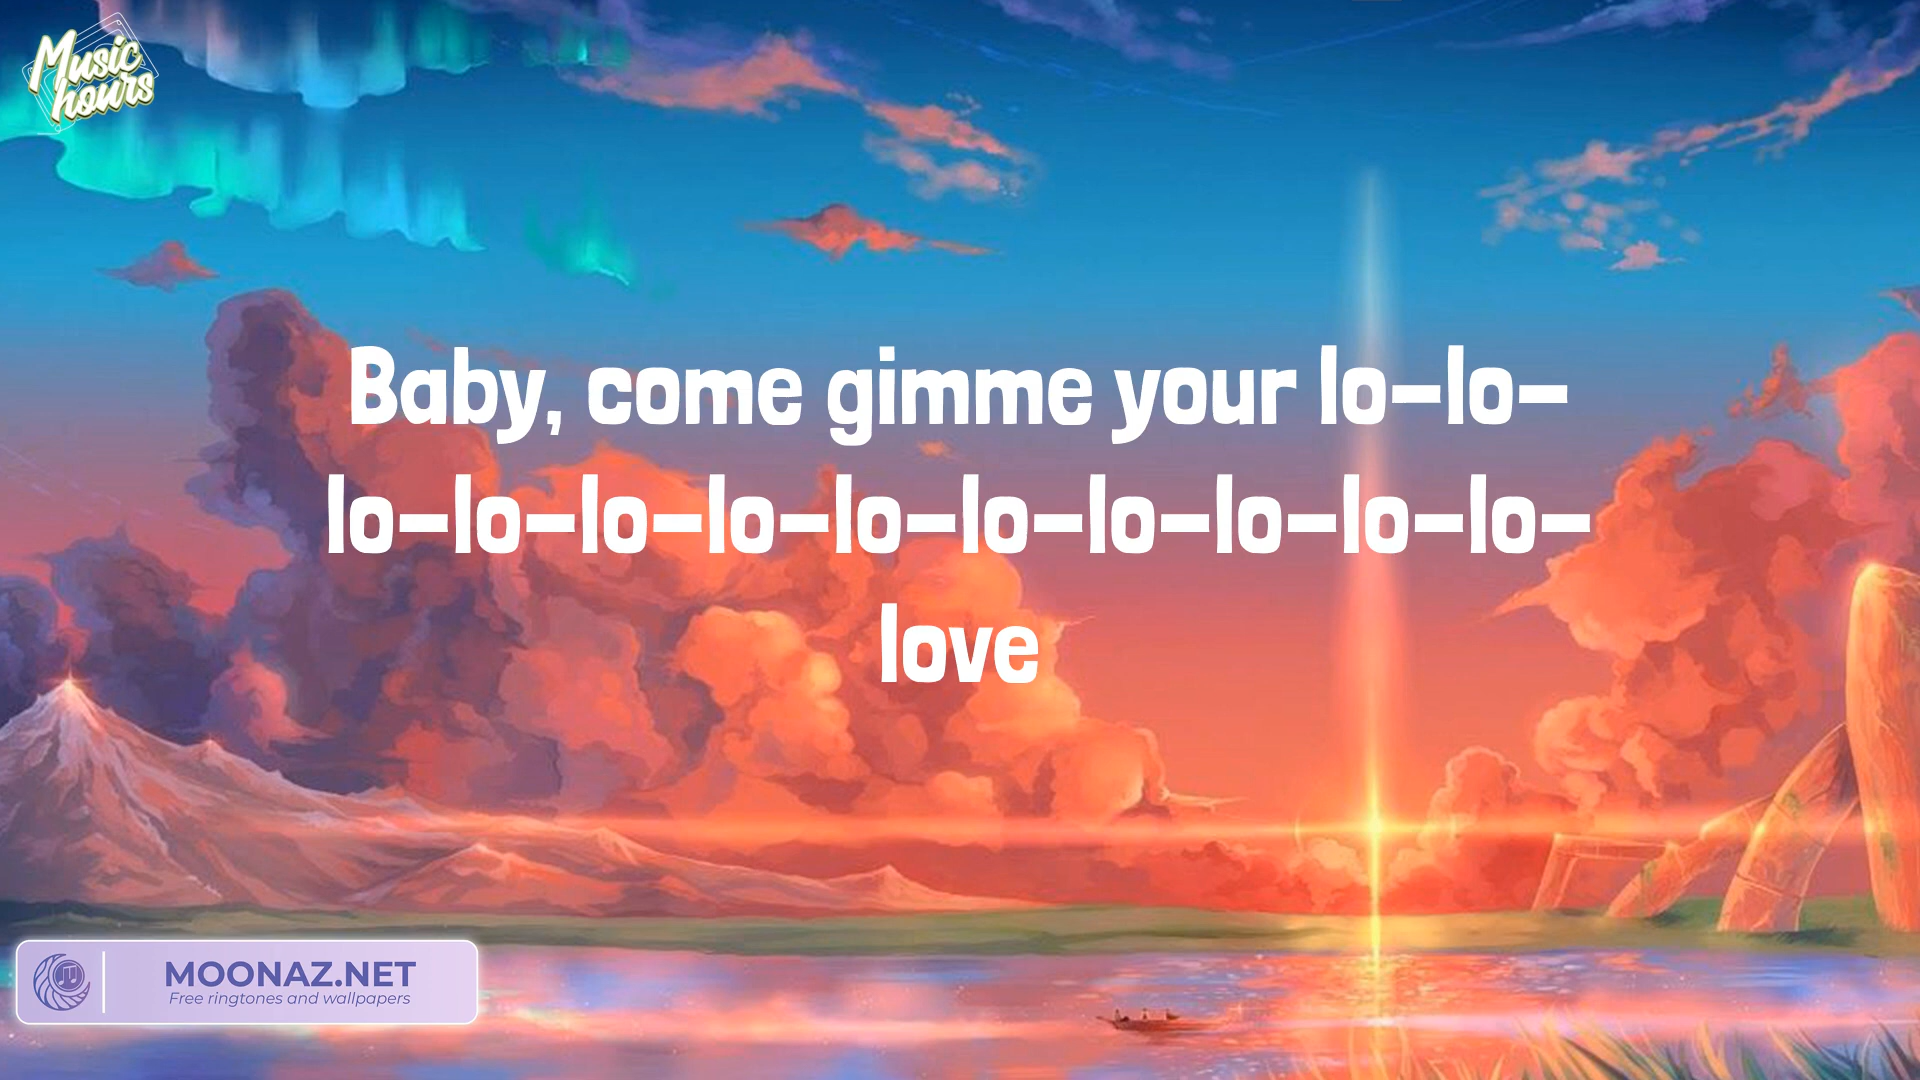 Music
hours
Baby, come gimme your lo-lo-
lo-lo-lo-lo-lo-lo-lo-lo-lo-lo-
love
MOONAZ.NET
Free ringtones and wallpapers